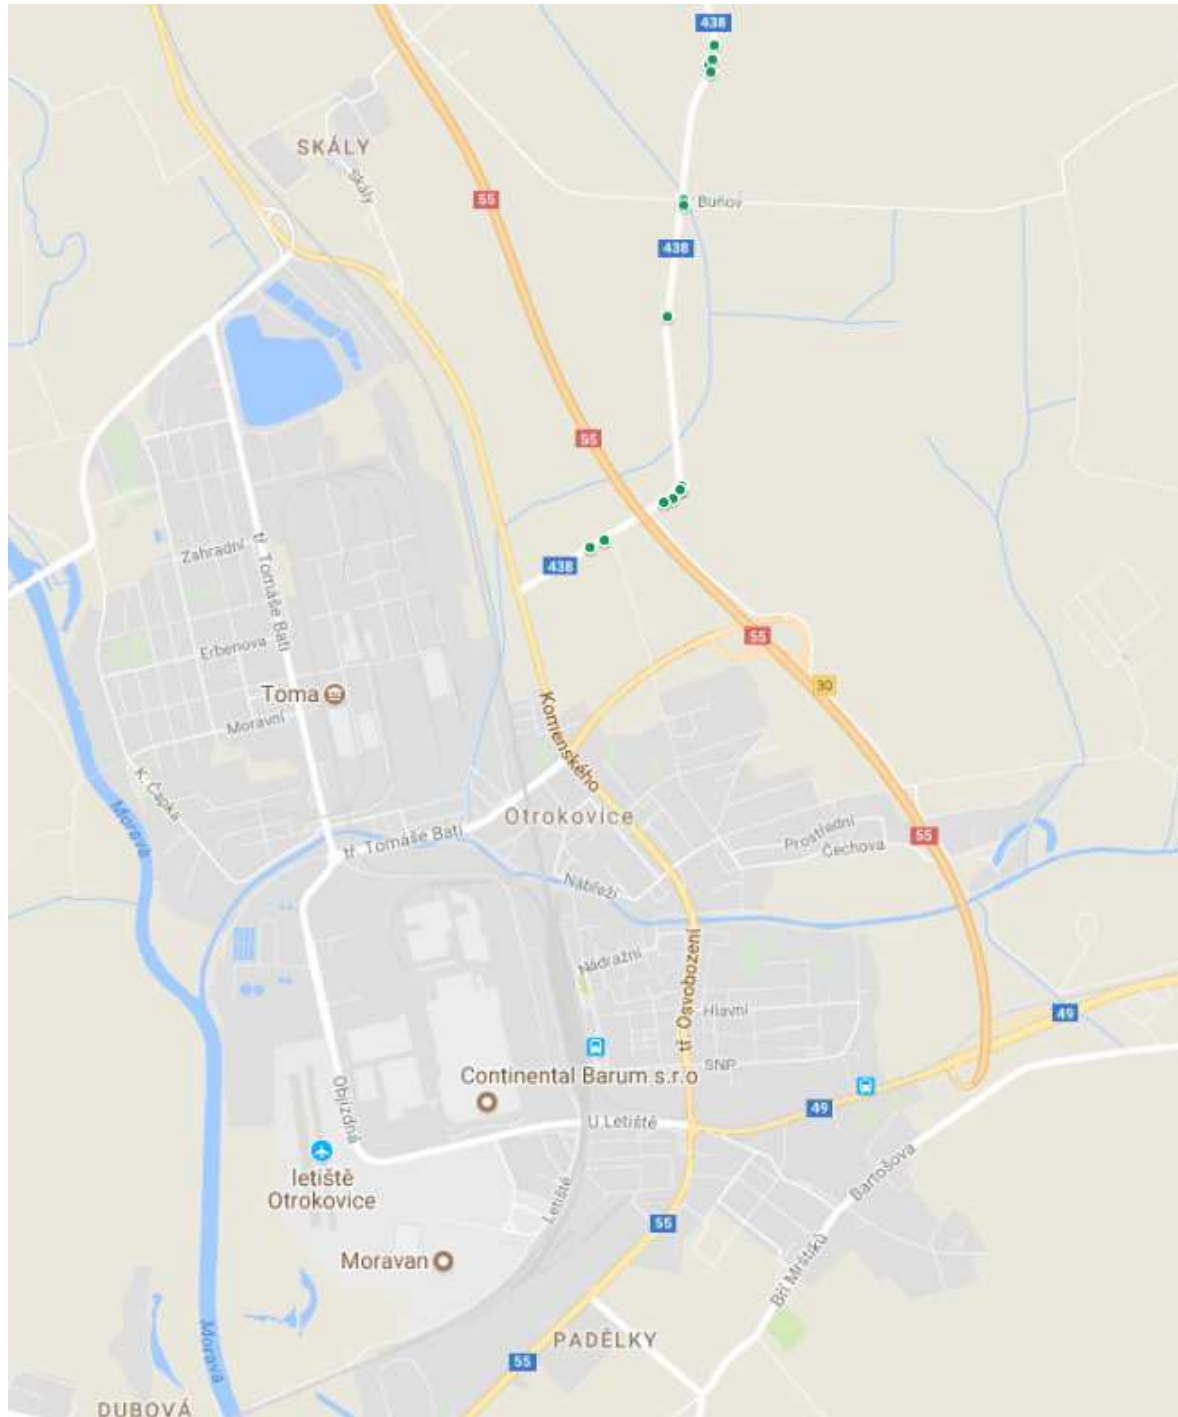 438
SKÁLY
Skály
55
Buňov
438
55
438
Zahradní
tř. Tomáše Bati
Erbenova
55
30
Toma
Moravní
Komenského
K. Čapka
Morava
Otrokovice
tř. Tomáše Bati
Prostřední
Čechova
55
Nábřeží
Nádražní
tř. Osvobození
Hlavní
49
SNP
Continental Barum s.r.o
49
Objízdná
U Letiště
letiště
Otrokovice
Bartošova
Letiště
55
Moravan
Bří Mrštíků
PADĚLKY
Morava
55
DUBOVÁ